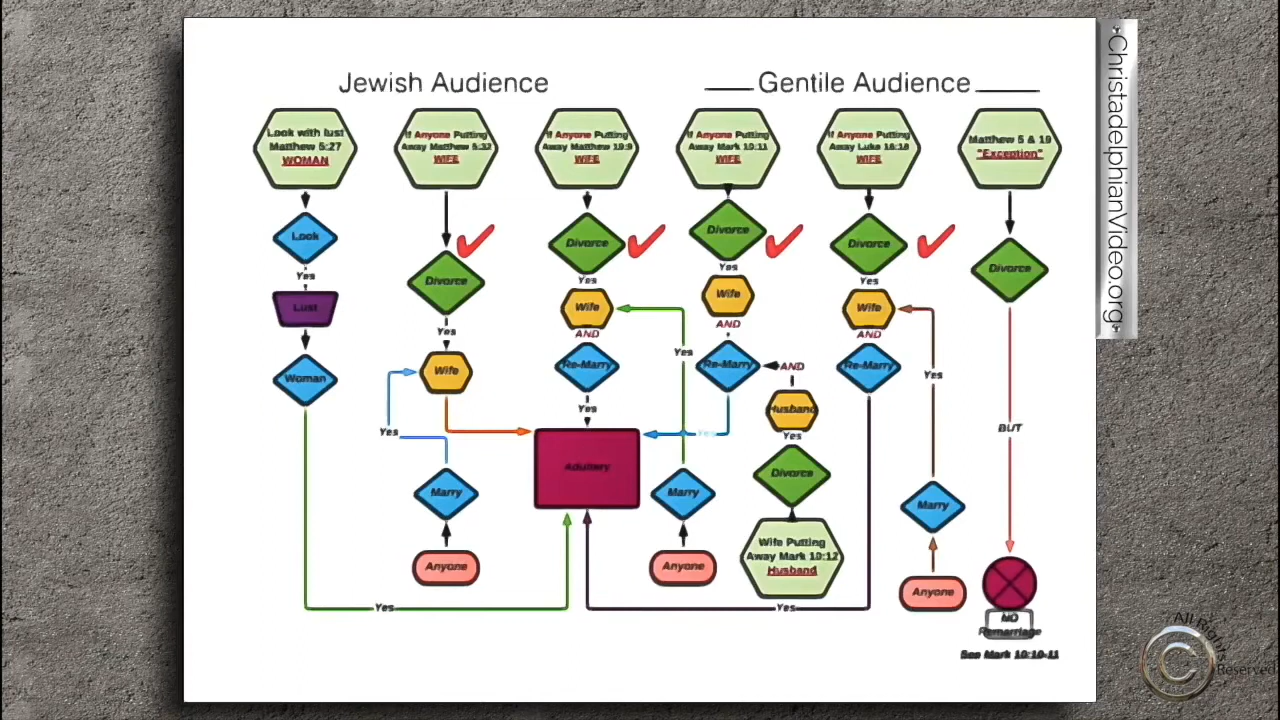 Jewish Audience
Gentile Audience
Look with lust
Matthew 5:27
WOMAN
If Anyone Putting
Away Matthew 5:32
WIFE
If Anyone Putting
Away Matthew 19:9
WIFE
If Anyone Putting
Away Mark 10:11
WIFE
If Anyone Putting
Away Luke 16:18
WIFE
Matthew 5 & 19
"Exception"
Look
Yes
Lust
Woman
Yes
Divorce
Yes
Wife
Yes
Marry
Anyone
Divorce
Yes
Wife
AND
Re-Marry
Yes
Adultery
Yes
Marry
Anyone
Divorce
Yes
Wife
AND
Re-Marry
Yes
AND
Husband
Yes
Divorce
Wife Putting
Away Mark 10:12
Husband
Yes
Divorce
Yes
Wife
AND
Re-Marry
Yes
Marry
Anyone
Divorce
BUT
NO
Remarriage
See Mark 10:10-11
ChristadelphianVideo.org
All Rights
Reserved
C